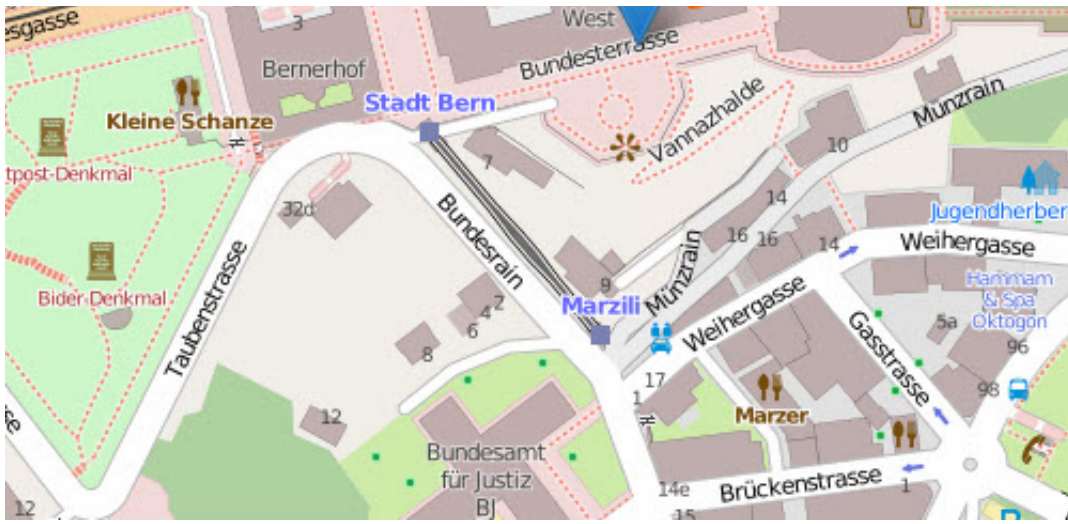 esgasse
3
West
Bundesterrasse
Bernerhof
Stadt Bern
Kleine Schanze
Vannazhalde
Münzrain
10
7
tpost-Denkmal
32d
14
Jugendherber
16
16
14
Weihergasse
Bundesrain
Taubenstrasse
Münzrain
9
Marzili
Bider-Denkmal
Hammam
& Spa
Oktogon
2
4
6
8
Weihergasse
Gasstrasse
5a
96
98
17
1
Marzer
12
Bundesamt
für Justiz
BJ
sse
12
14e
15
Brückenstrasse
1
P